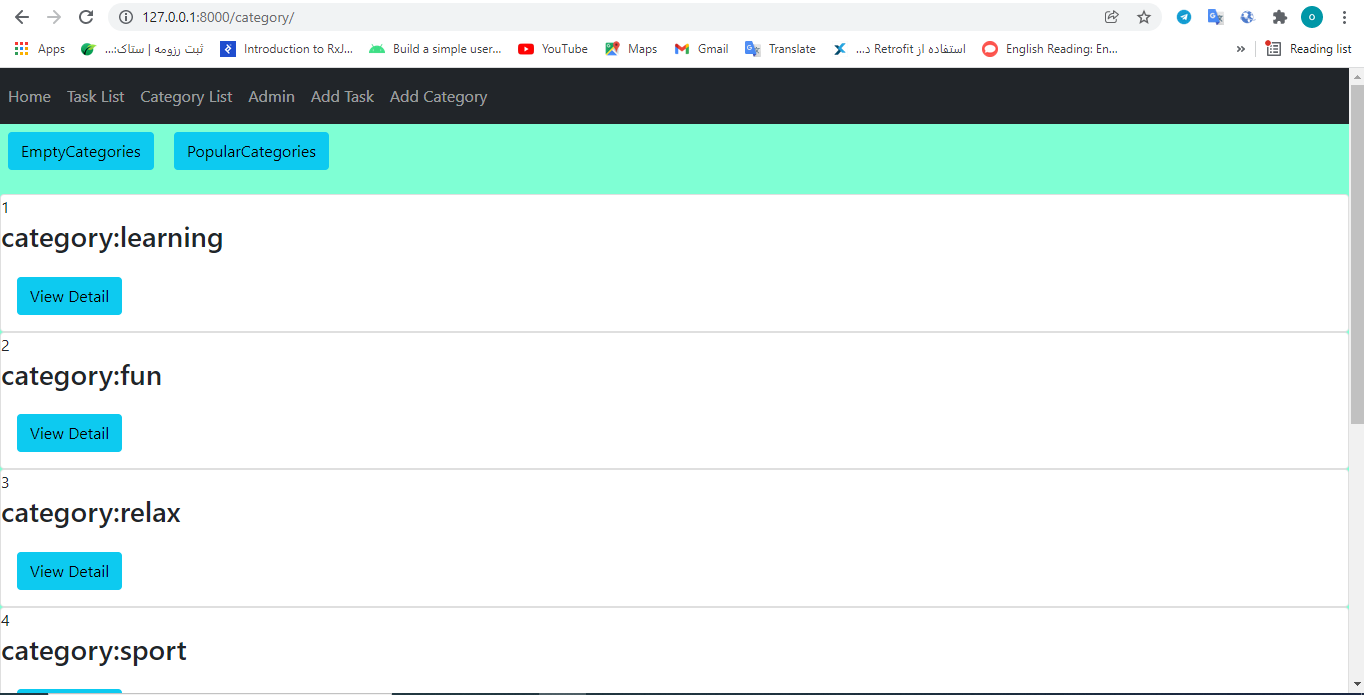 127.0.0.1:8000/category/
Apps ثبت رزومه | ستاک:... Introduction to RxJ... Build a simple user... YouTube Maps Gmail Translate استفاده از Retrofit د... English Reading: En... » Reading list
Home Task List Category List Admin Add Task Add Category
EmptyCategories PopularCategories
1
category:learning
View Detail
2
category:fun
View Detail
3
category:relax
View Detail
4
category:sport